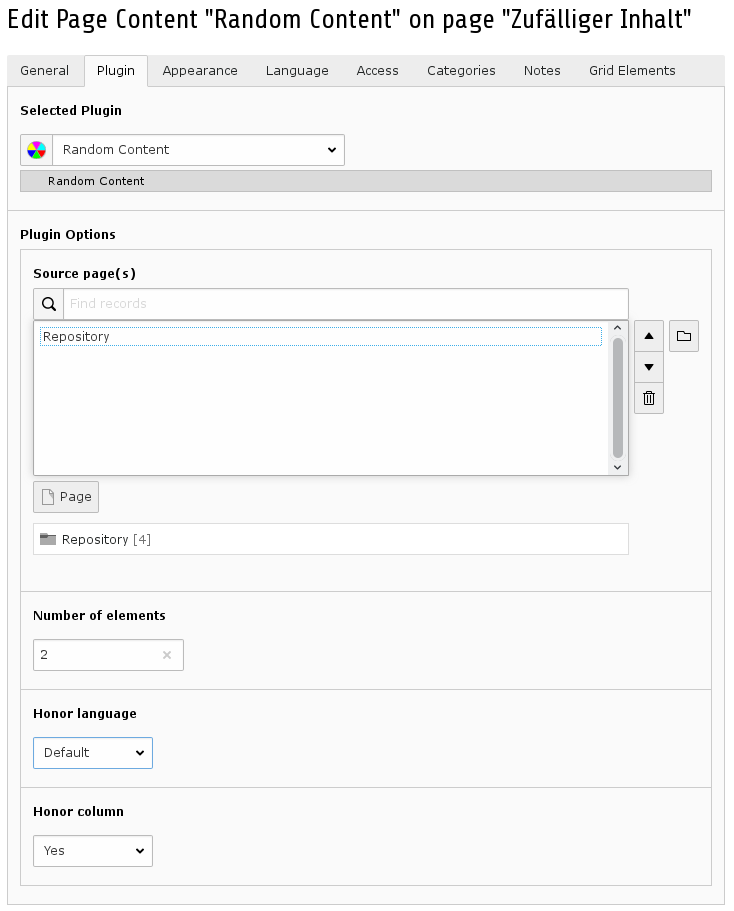 Edit Page Content "Random Content" on page "Zufälliger Inhalt"
General Plugin Appearance Language Access Categories Notes Grid Elements
Selected Plugin
Random Content
Random Content
Plugin Options
Source page(s)
Find records
Repository
Page
Repository [4]
Number of elements
2
Honor language
Default
Honor column
Yes